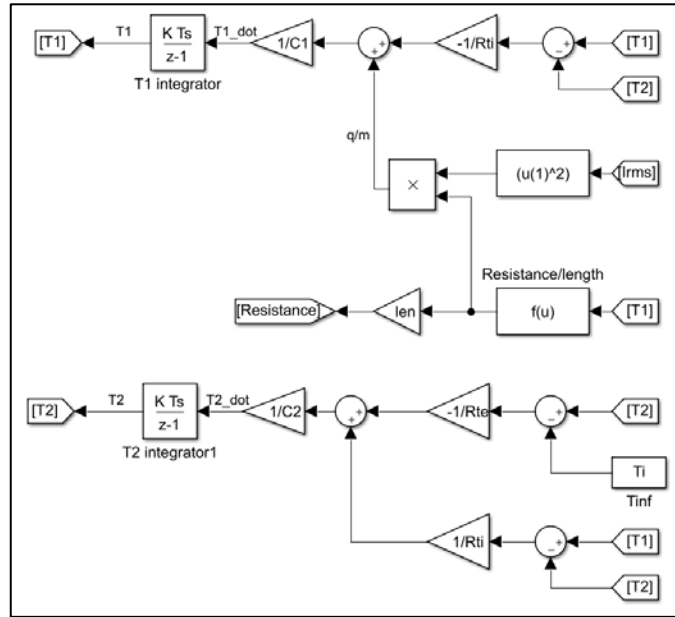 [T1]
T1
K Ts
z-1
T1 integrator
T1_dot
1/C1
+
+
-1/Rti
+
−
[T1]
[T2]
q/m
×
(u(1)^2)
[Irms]
Resistance/length
[Resistance]
len
f(u)
[T1]
[T2]
T2
K Ts
z-1
T2 integrator1
T2_dot
1/C2
+
+
-1/Rte
+
−
[T2]
Ti
Tinf
1/Rti
+
−
[T1]
[T2]